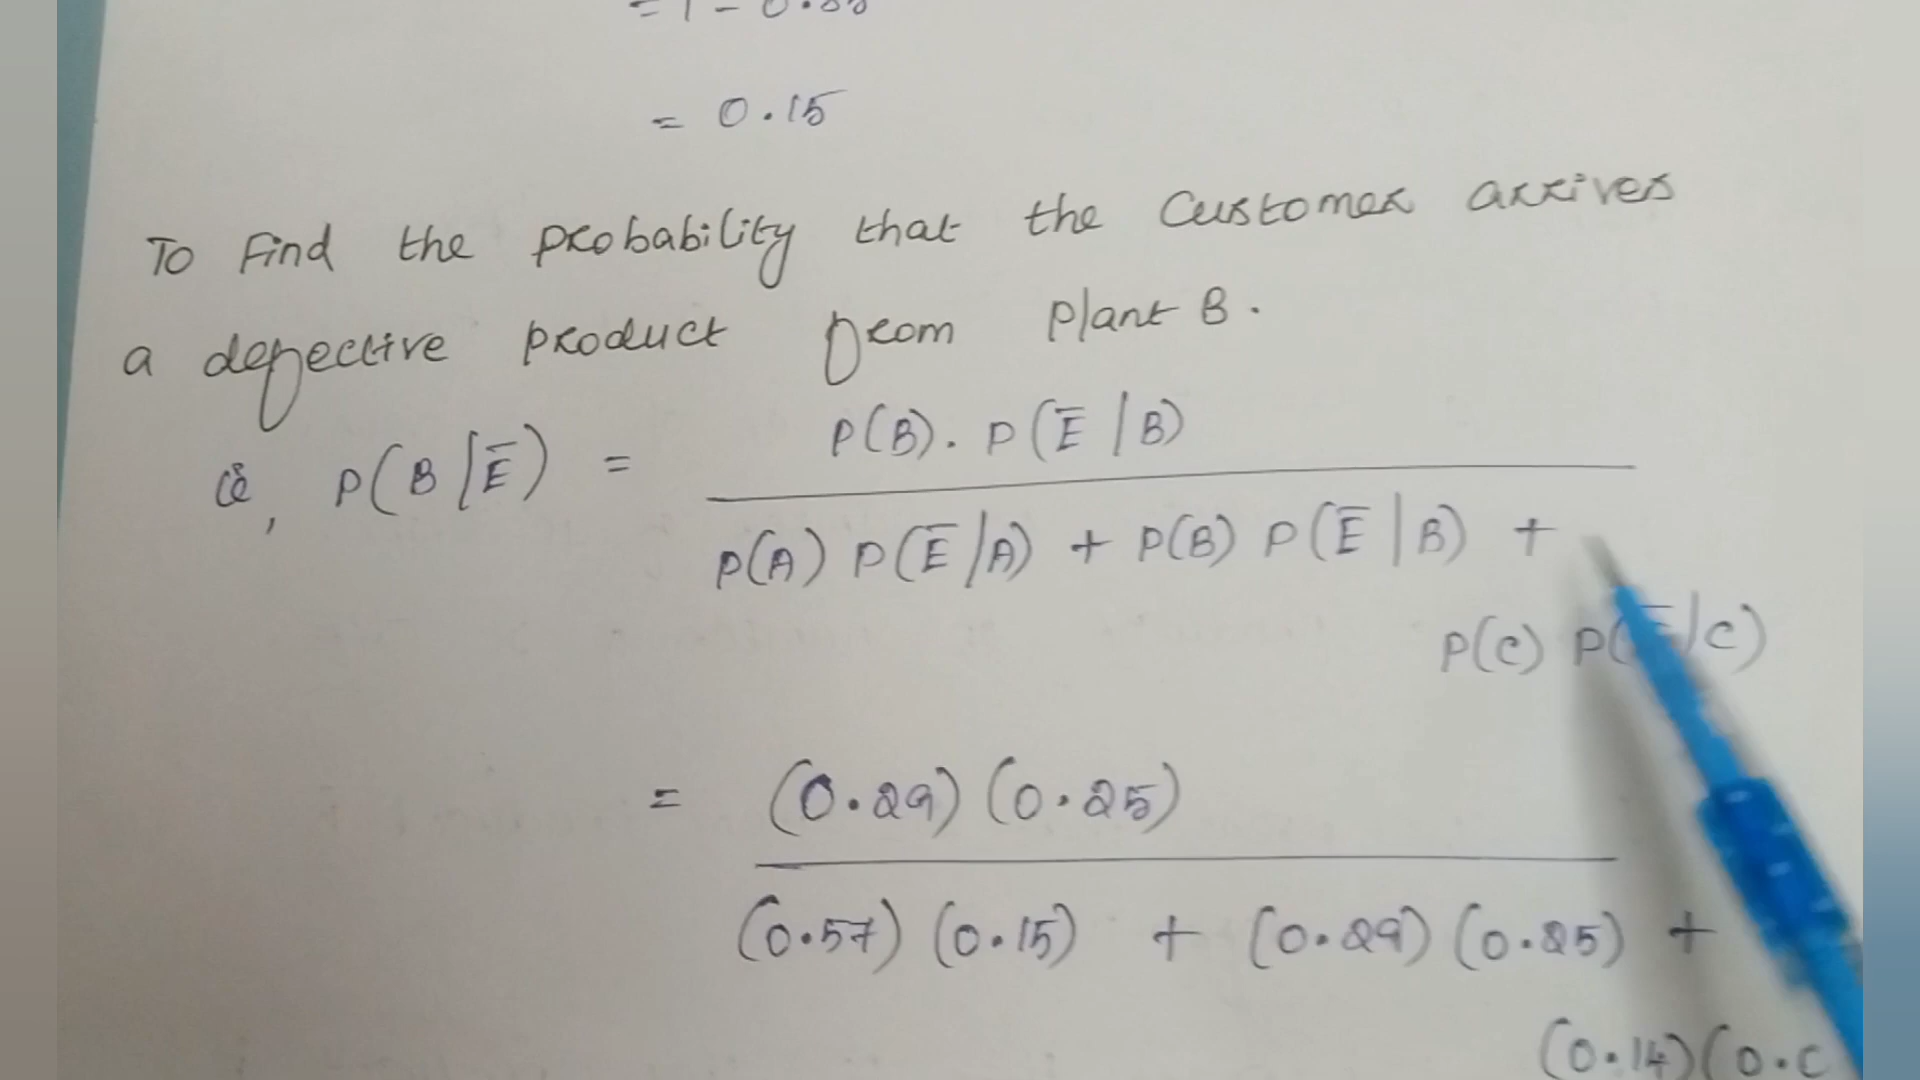 = 0.15
To Find the probability that the Customer arrives
a defective product from plant B.
ie, P(B|Ē) = P(B). P(Ē|B)
P(A) P(Ē|A) + P(B) P(Ē|B) +
P(C) P(Ē|C)
= (0.29) (0.25)
(0.57) (0.15) + (0.29) (0.25) +
(0.14)(0.